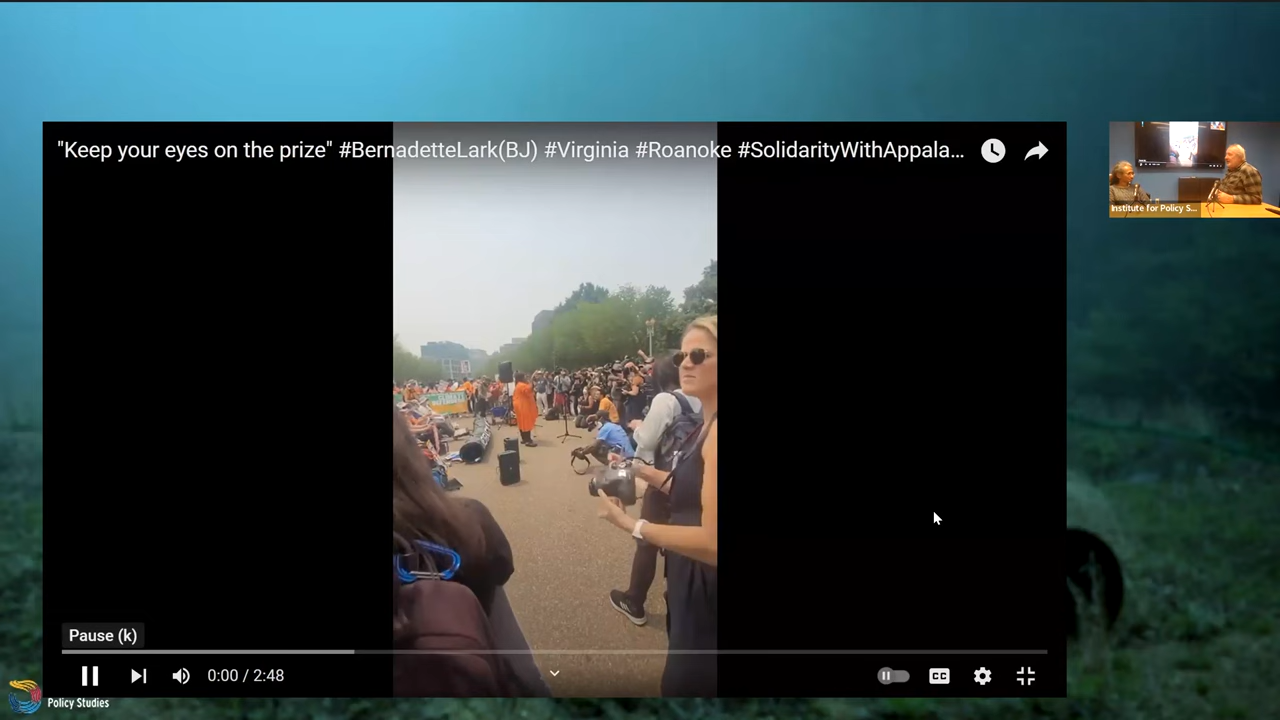 "Keep your eyes on the prize" #BernadetteLark(BJ) #Virginia #Roanoke #SolidarityWithAppala...
Institute for Policy S...
Pause (k)
0:00 / 2:48
CC
Policy Studies